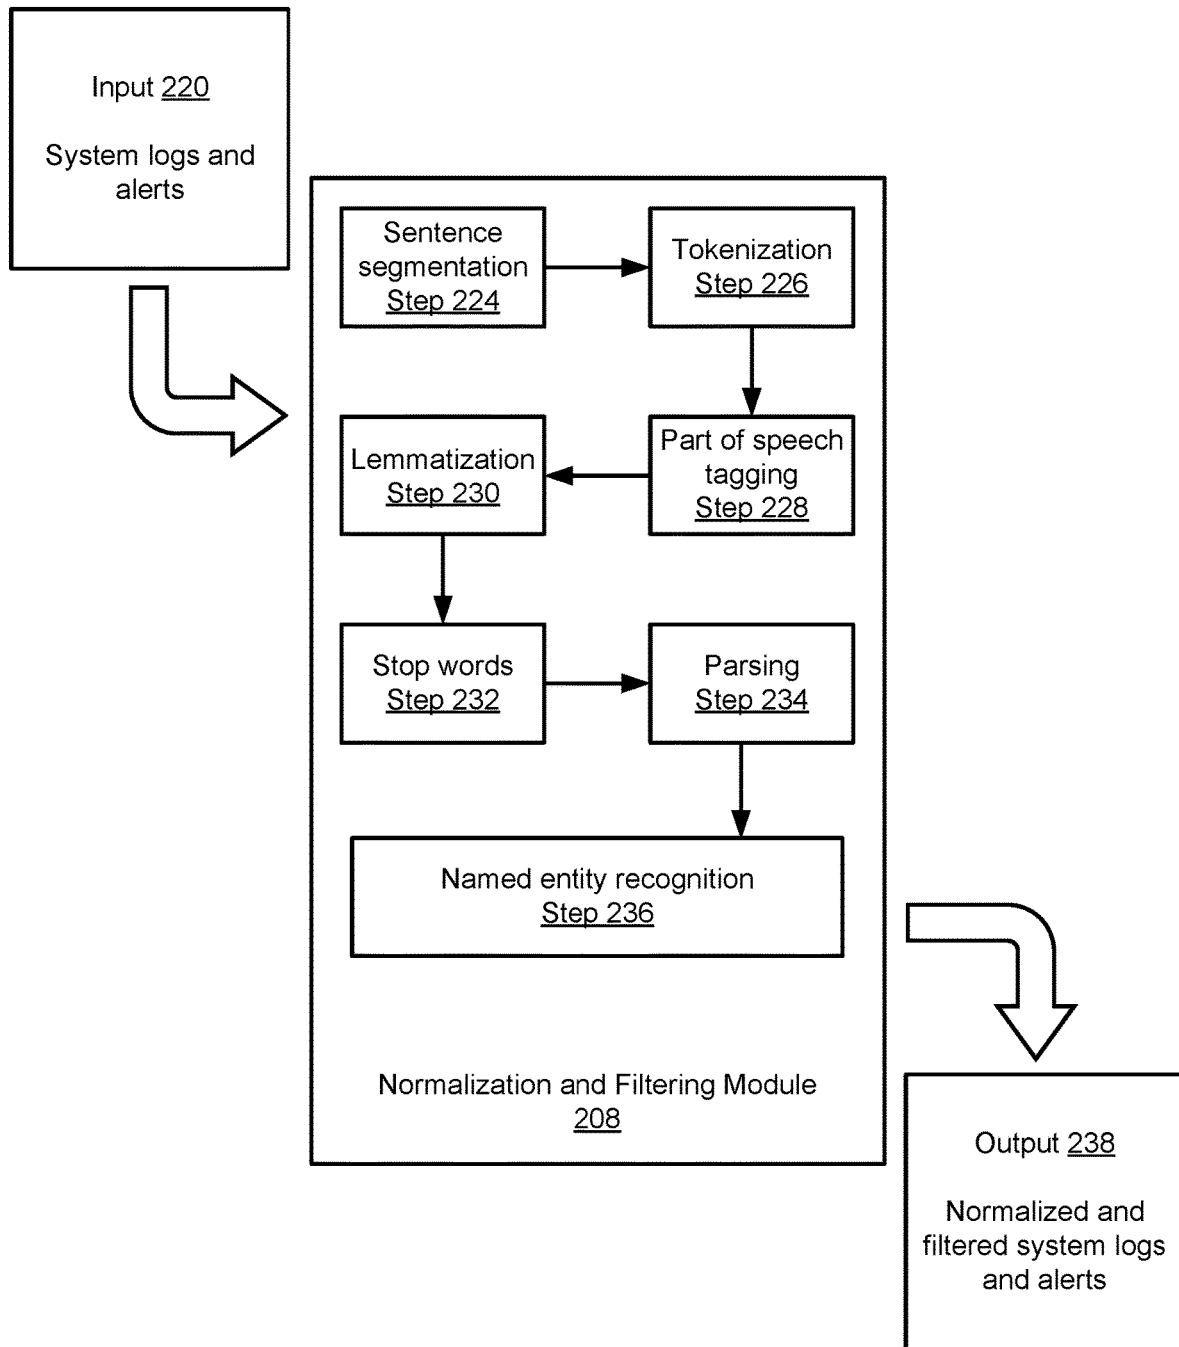 Input 220
System logs and
alerts
Sentence
segmentation
Step 224
Tokenization
Step 226
Part of speech
tagging
Step 228
Lemmatization
Step 230
Stop words
Step 232
Parsing
Step 234
Named entity recognition
Step 236
Normalization and Filtering Module
208
Output 238
Normalized and
filtered system logs
and alerts